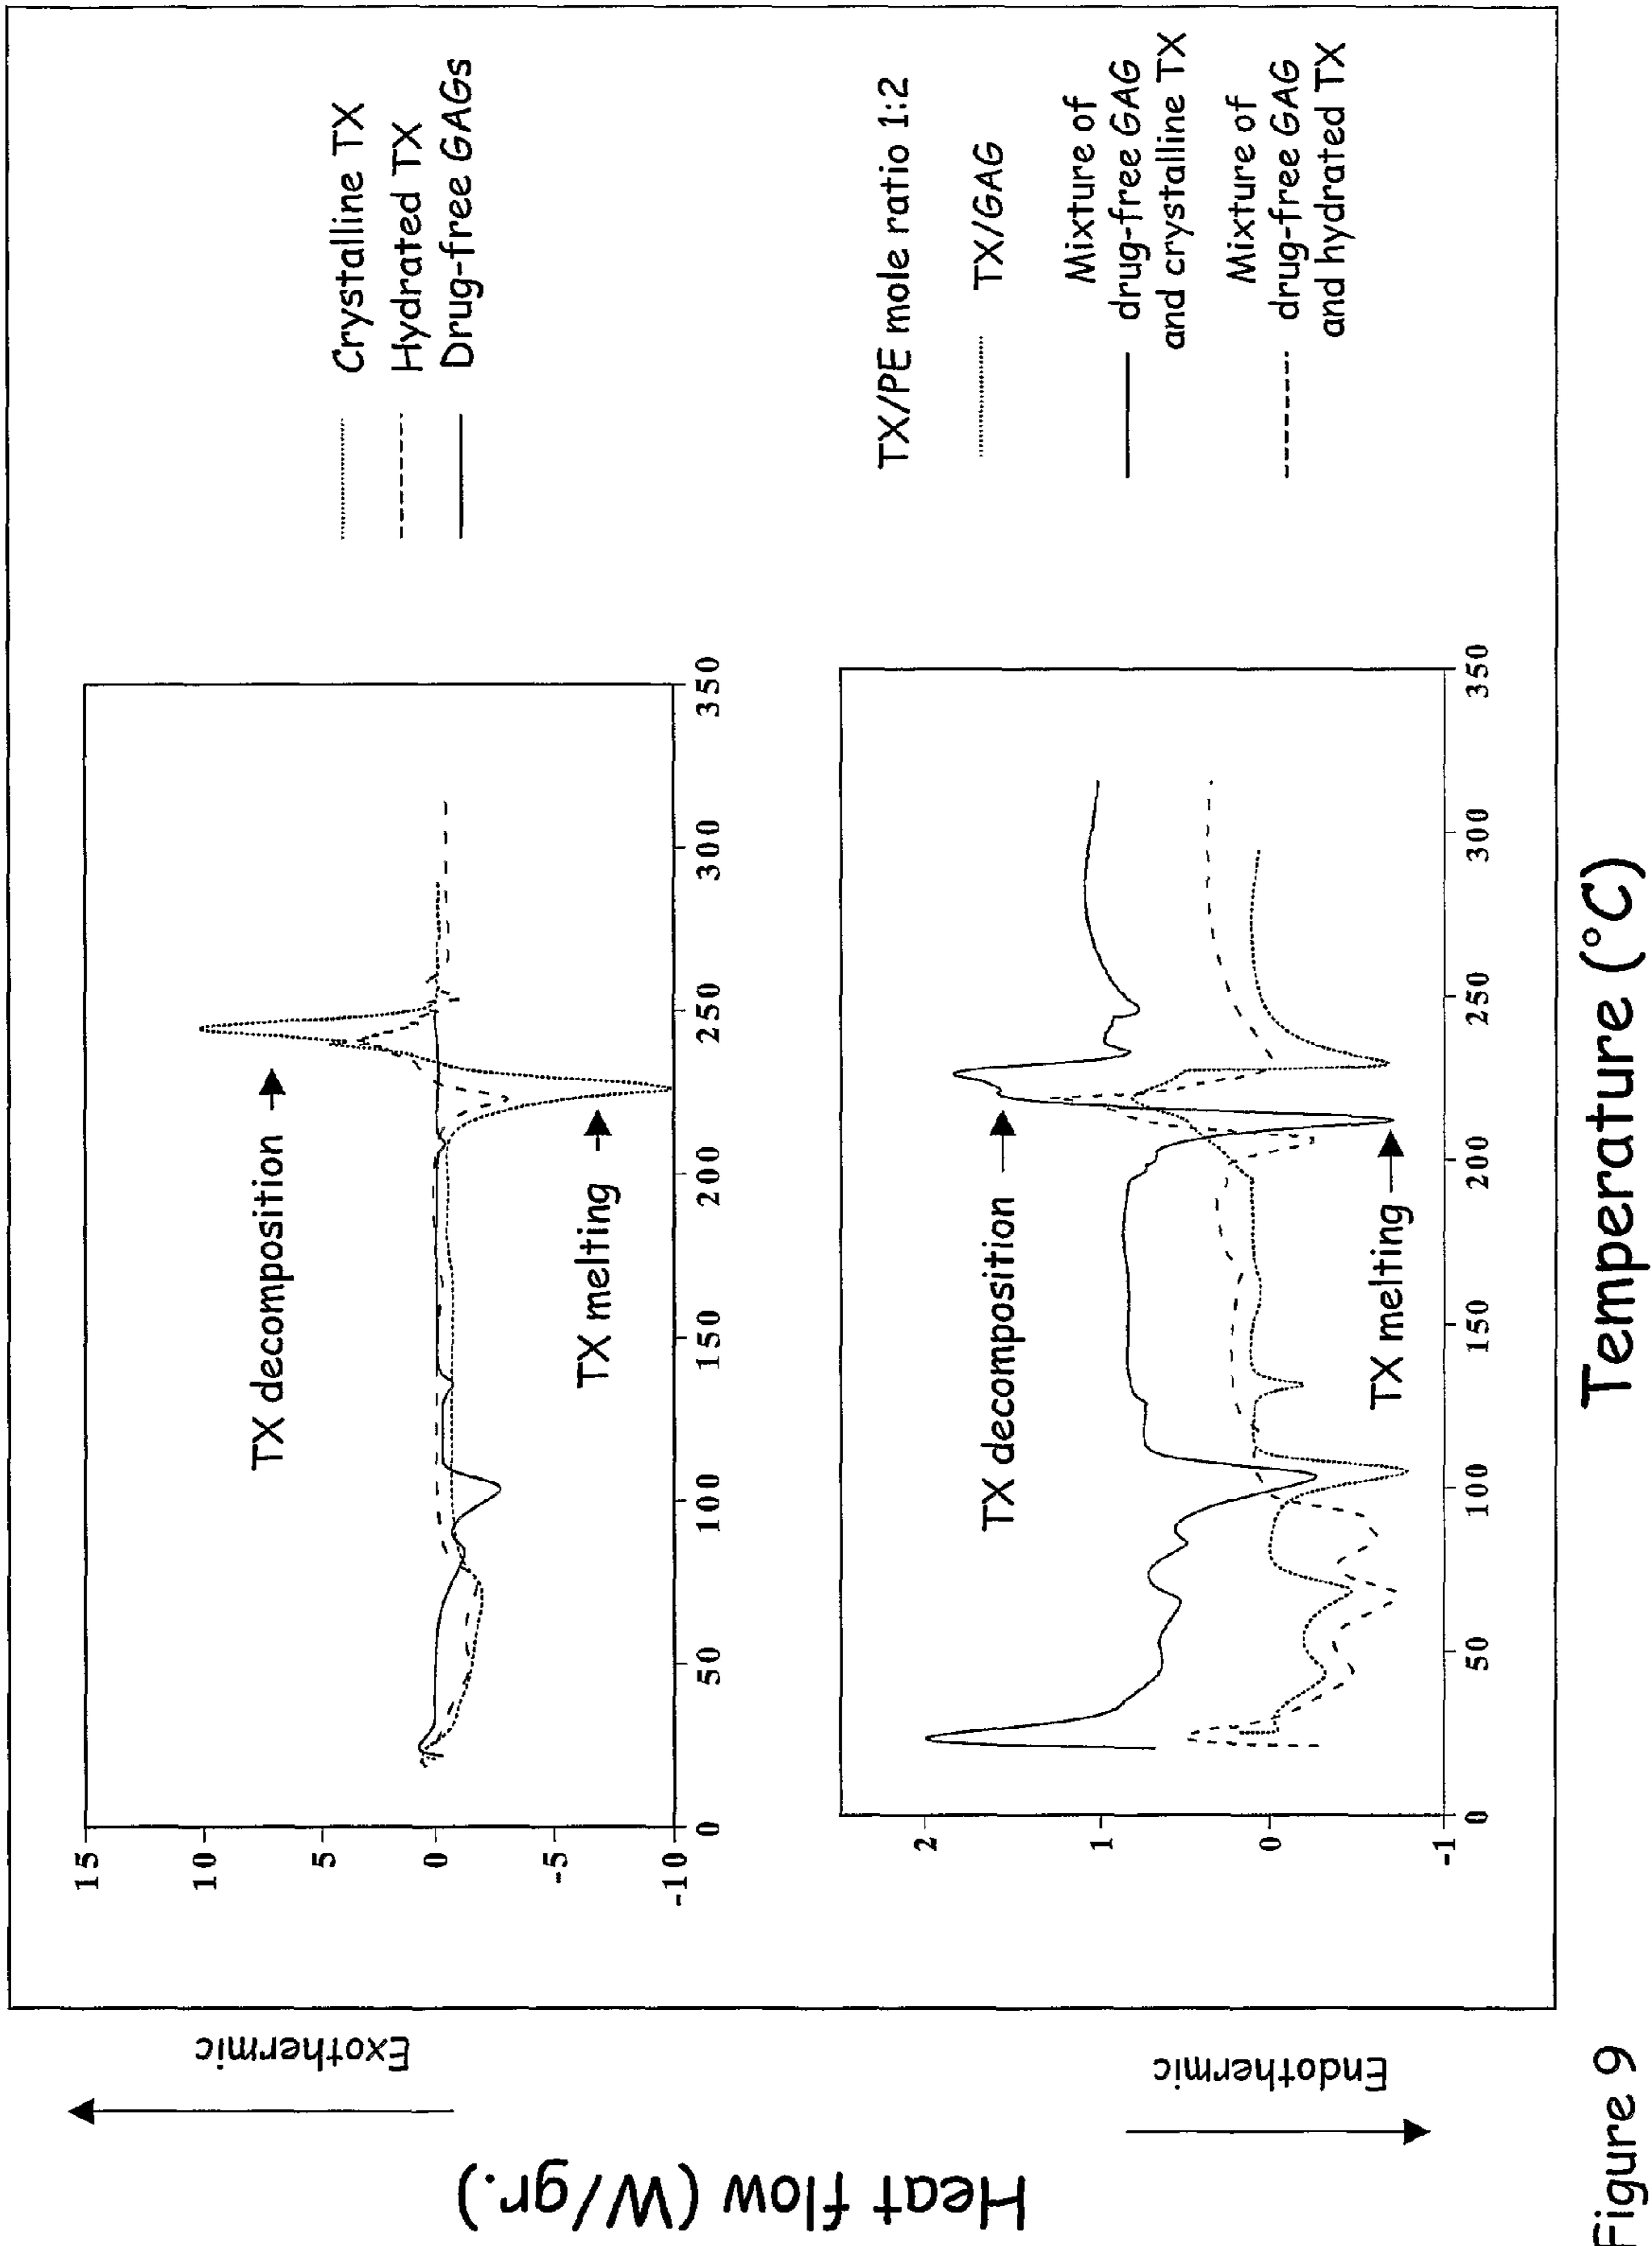 Heat flow (W/gr.)
Exothermic
Endothermic
15
10
5
0
-5
-10
0
50
100
150
200
250
300
350
TX decomposition
TX melting
Crystalline TX
Hydrated TX
Drug-free GAGs
2
1
0
-1
0
50
100
150
200
250
300
350
TX decomposition
TX melting
TX/PE mole ratio 1:2
TX/GAG
Mixture of
drug-free GAG
and crystalline TX
Mixture of
drug-free GAG
and hydrated TX
Temperature (°C)
Figure 9